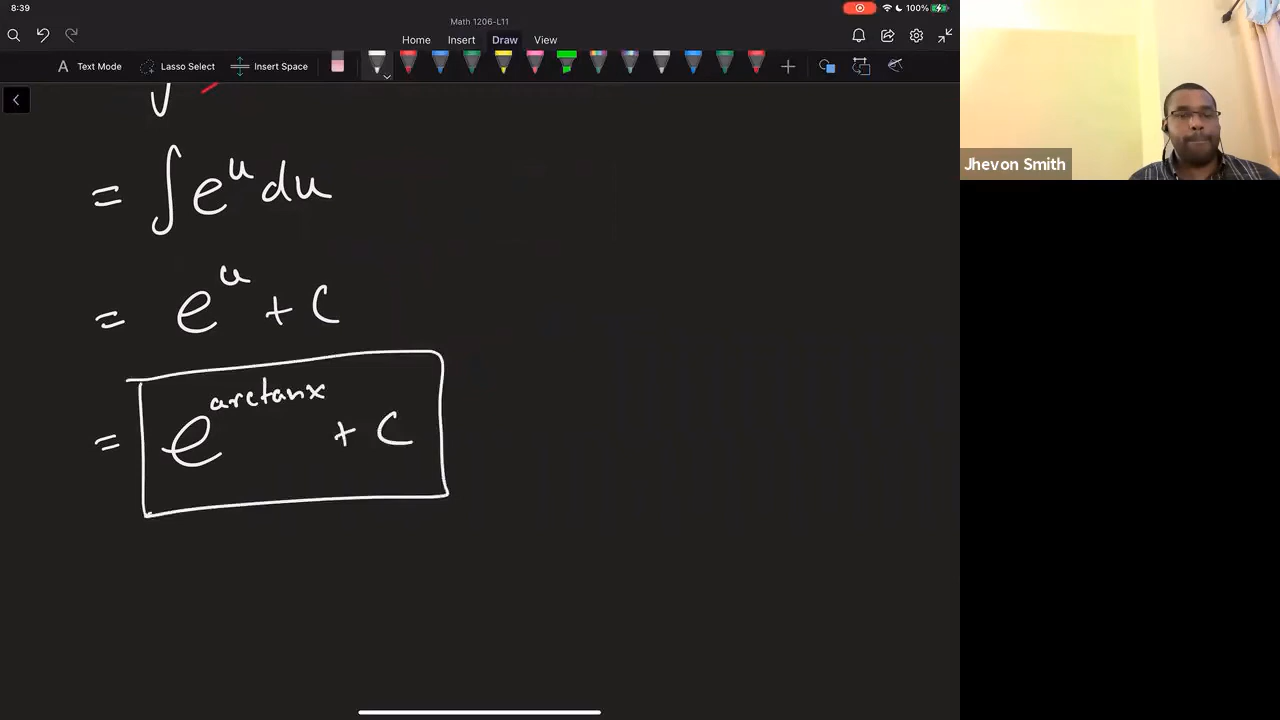 8:39
100%
Math 1206-L11
Home Insert Draw View
A Text Mode Lasso Select Insert Space
= ∫ e^u du
= e^u + C
= e^arctanx + C
Jhevon Smith